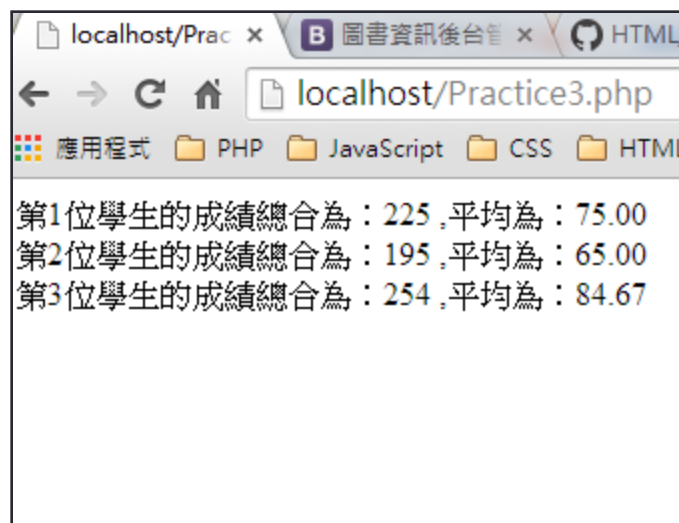 localhost/Prac
B 圖書資訊後台管
HTML
localhost/Practice3.php
應用程式 PHP JavaScript CSS HTML
第1位學生的成績總合為：225 ,平均為：75.00
第2位學生的成績總合為：195 ,平均為：65.00
第3位學生的成績總合為：254 ,平均為：84.67